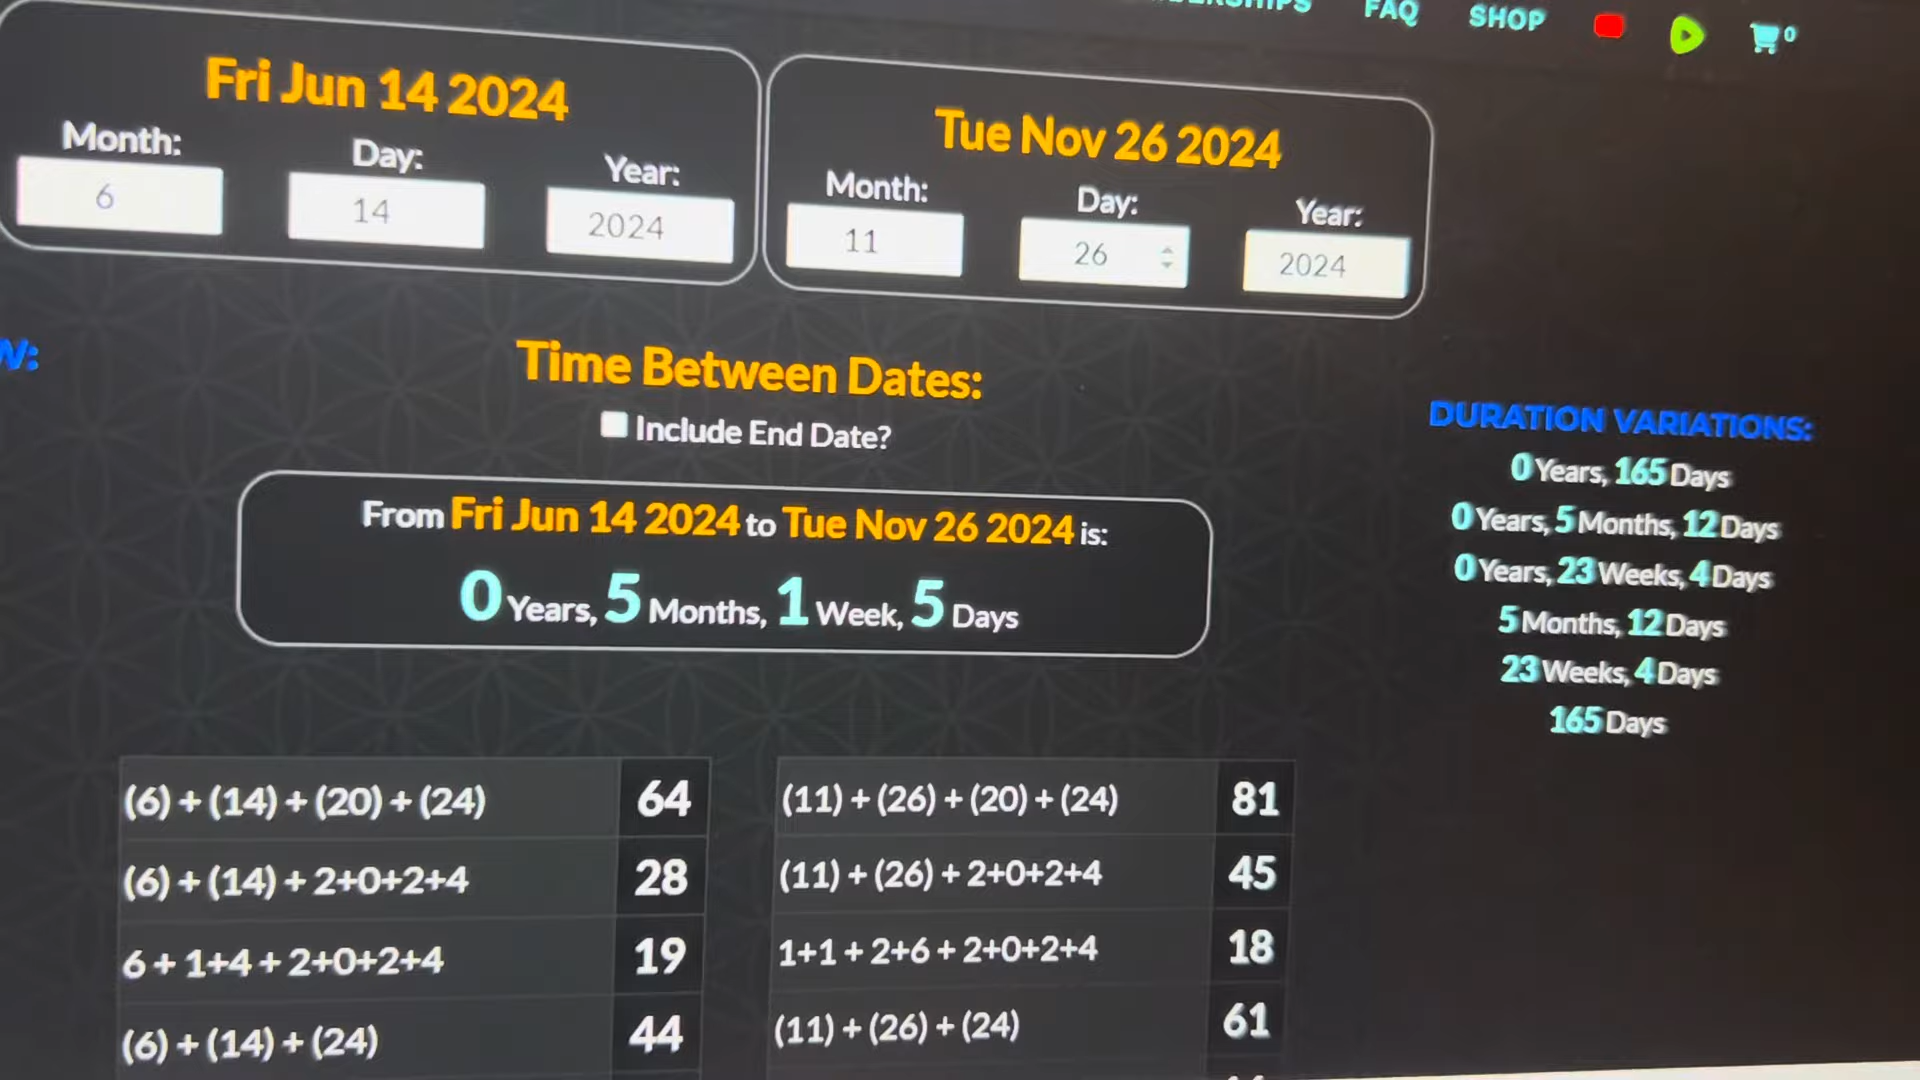 FAQ SHOP 0
Fri Jun 14 2024
Month: Day: Year:
6 14 2024
Tue Nov 26 2024
Month: Day: Year:
11 26 2024
Time Between Dates:
Include End Date?
From Fri Jun 14 2024 to Tue Nov 26 2024 is:
0 Years, 5 Months, 1 Week, 5 Days
DURATION VARIATIONS:
0 Years, 165 Days
0 Years, 5 Months, 12 Days
0 Years, 23 Weeks, 4 Days
5 Months, 12 Days
23 Weeks, 4 Days
165 Days
(6) + (14) + (20) + (24) 64
(6) + (14) + 2+0+2+4 28
6 + 1+4 + 2+0+2+4 19
(6) + (14) + (24) 44
(11) + (26) + (20) + (24) 81
(11) + (26) + 2+0+2+4 45
1+1 + 2+6 + 2+0+2+4 18
(11) + (26) + (24) 61